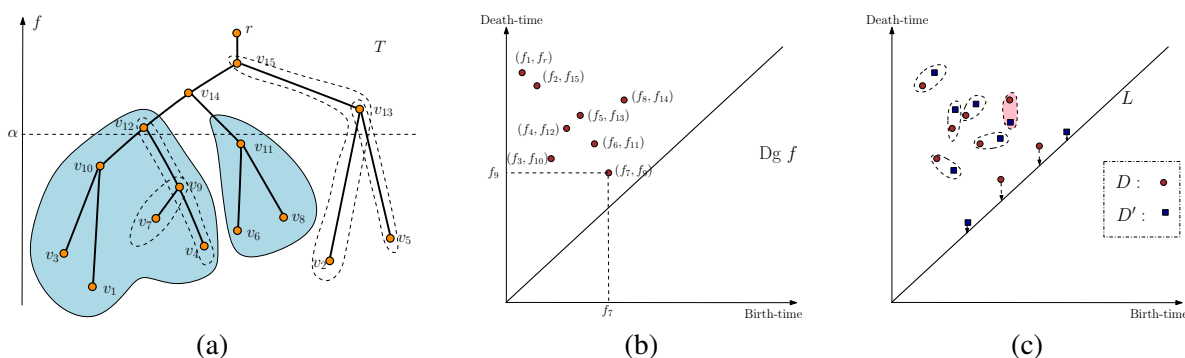 f
r
T
v15
v14
v13
v12
α
v11
v10
v9
v7
v8
v6
v5
v3
v4
v2
v1
(a)
Death-time
(f1, fr)
(f2, f15)
(f8, f14)
(f5, f13)
(f4, f12)
(f6, f11)
(f3, f10)
Dg f
f9
(f7, f9)
f7
Birth-time
(b)
Death-time
L
D :
D′ :
Birth-time
(c)